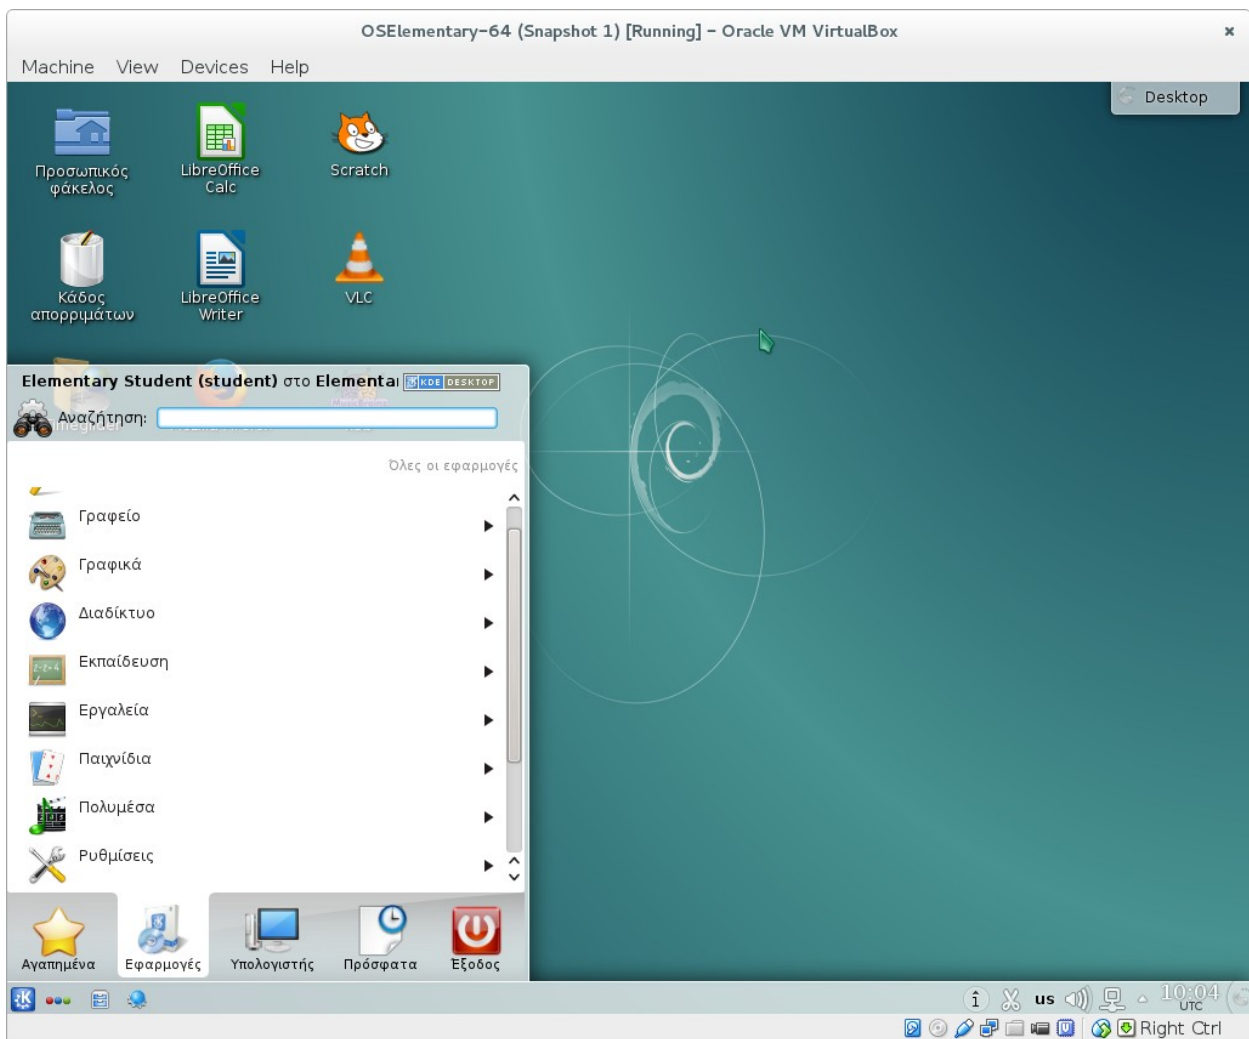 OSElementary-64 (Snapshot 1) [Running] - Oracle VM VirtualBox
Machine View Devices Help
Desktop
Προσωπικός
φάκελος
LibreOffice
Calc
Scratch
Κάδος
απορριμάτων
LibreOffice
Writer
VLC
Elementary Student (student) στο Elementa
KDE DESKTOP
Αναζήτηση:
Όλες οι εφαρμογές
Γραφείο
Γραφικά
Διαδίκτυο
Εκπαίδευση
Εργαλεία
Παιχνίδια
Πολυμέσα
Ρυθμίσεις
Αγαπημένα Εφαρμογές Υπολογιστής Πρόσφατα Έξοδος
us 10:04
UTC
Right Ctrl